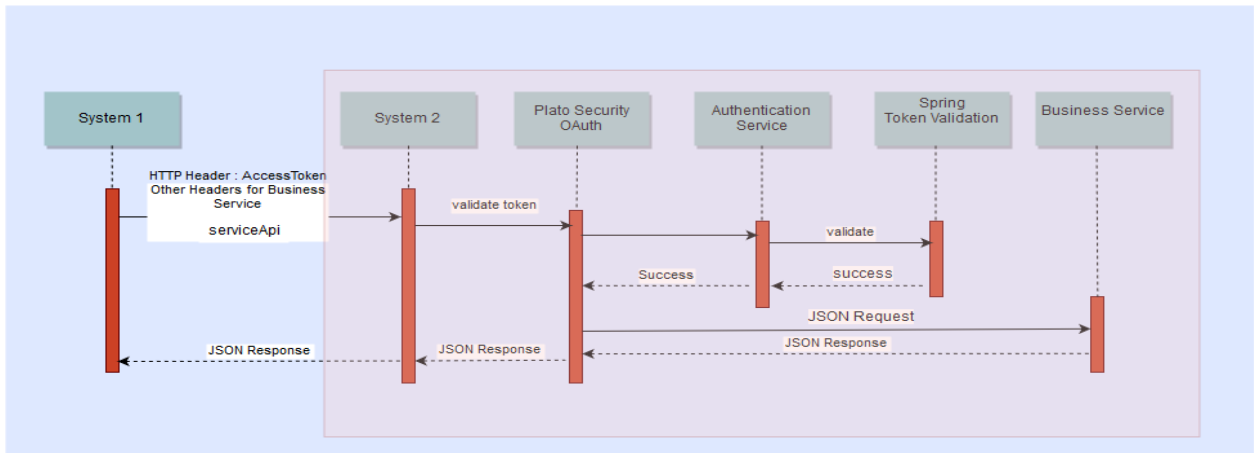 System 1
System 2
Plato Security
OAuth
Authentication
Service
Spring
Token Validation
Business Service
HTTP Header : AccessToken
Other Headers for Business
Service
serviceApi
validate token
validate
Success
success
JSON Request
JSON Response
JSON Response
JSON Response